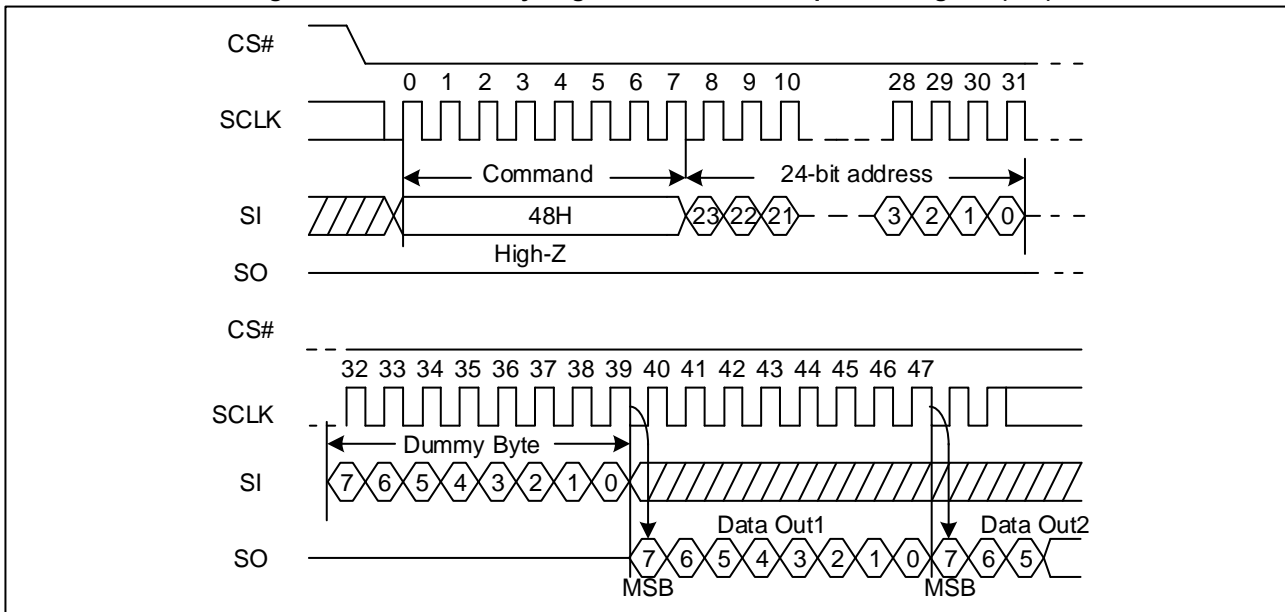 CS#
0 1 2 3 4 5 6 7 8 9 10 28 29 30 31
SCLK
Command 24-bit address
SI 48H 23 22 21 3 2 1 0
High-Z
SO
CS#
32 33 34 35 36 37 38 39 40 41 42 43 44 45 46 47
SCLK
Dummy Byte
SI 7 6 5 4 3 2 1 0
Data Out1 Data Out2
SO 7 6 5 4 3 2 1 0 7 6 5
MSB MSB